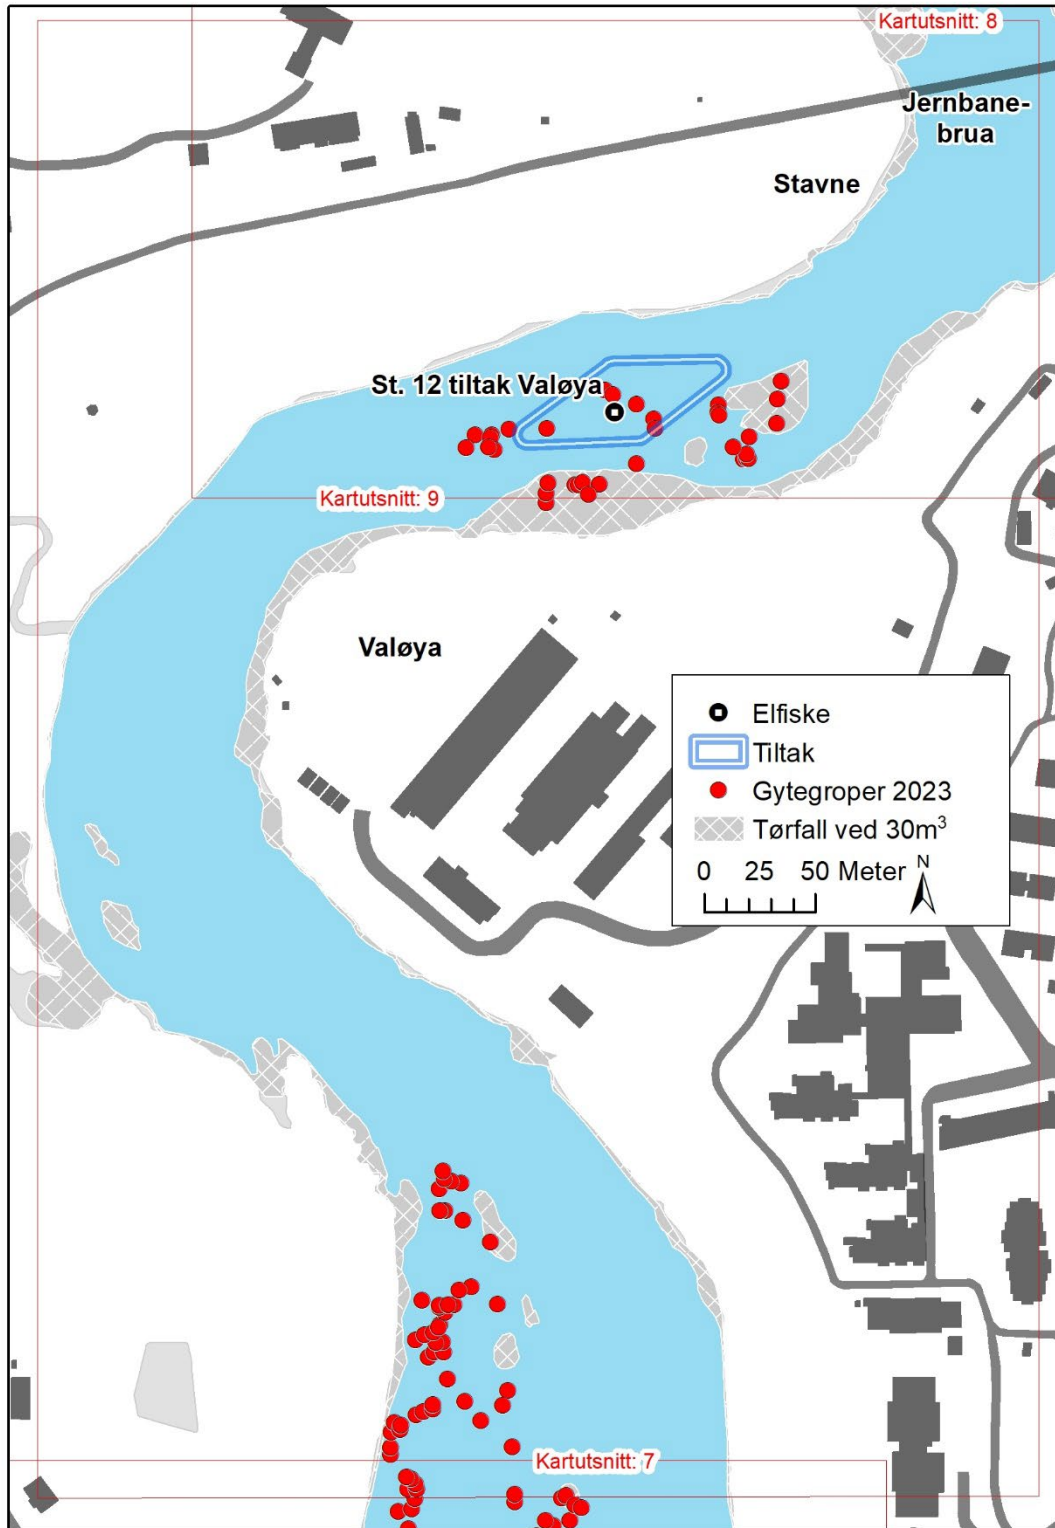 Kartutsnitt: 8
Jernbane-
brua
Stavne
St. 12 tiltak Valøya
Kartutsnitt: 9
Valøya
Elfiske
Tiltak
Gytegroper 2023
Tørfall ved 30m³
0 25 50 Meter N
Kartutsnitt: 7